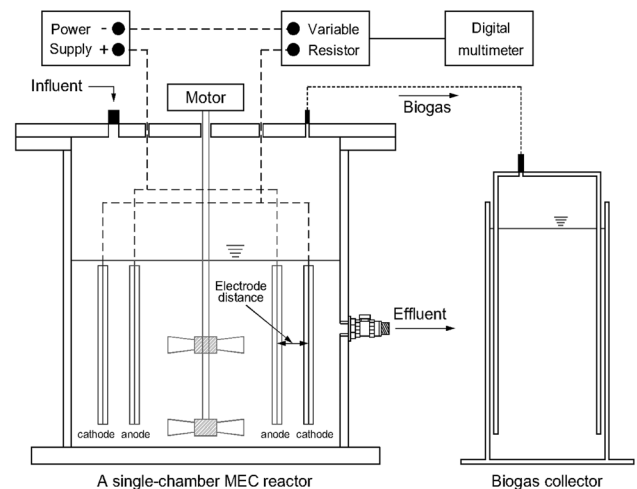 Power -
Supply +
Variable
Resistor
Digital
multimeter
Influent
Motor
Biogas
Electrode
distance
Effluent
cathode anode
anode cathode
A single-chamber MEC reactor
Biogas collector